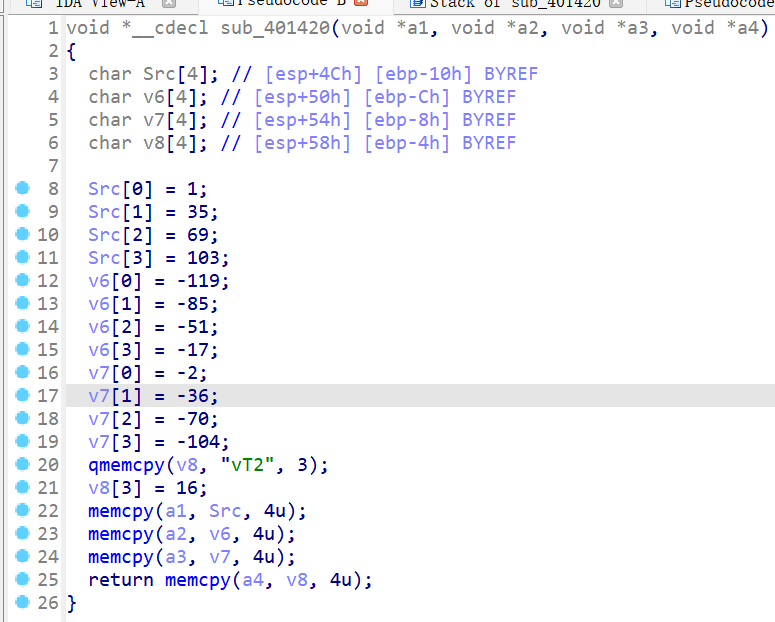 IDA View-A Pseudocode B Stack of sub_401420 Pseudocode
1 void *__cdecl sub_401420(void *a1, void *a2, void *a3, void *a4)
2 {
3 char Src[4]; // [esp+4Ch] [ebp-10h] BYREF
4 char v6[4]; // [esp+50h] [ebp-Ch] BYREF
5 char v7[4]; // [esp+54h] [ebp-8h] BYREF
6 char v8[4]; // [esp+58h] [ebp-4h] BYREF
7
8 Src[0] = 1;
9 Src[1] = 35;
10 Src[2] = 69;
11 Src[3] = 103;
12 v6[0] = -119;
13 v6[1] = -85;
14 v6[2] = -51;
15 v6[3] = -17;
16 v7[0] = -2;
17 v7[1] = -36;
18 v7[2] = -70;
19 v7[3] = -104;
20 qmemcpy(v8, "vT2", 3);
21 v8[3] = 16;
22 memcpy(a1, Src, 4u);
23 memcpy(a2, v6, 4u);
24 memcpy(a3, v7, 4u);
25 return memcpy(a4, v8, 4u);
26 }